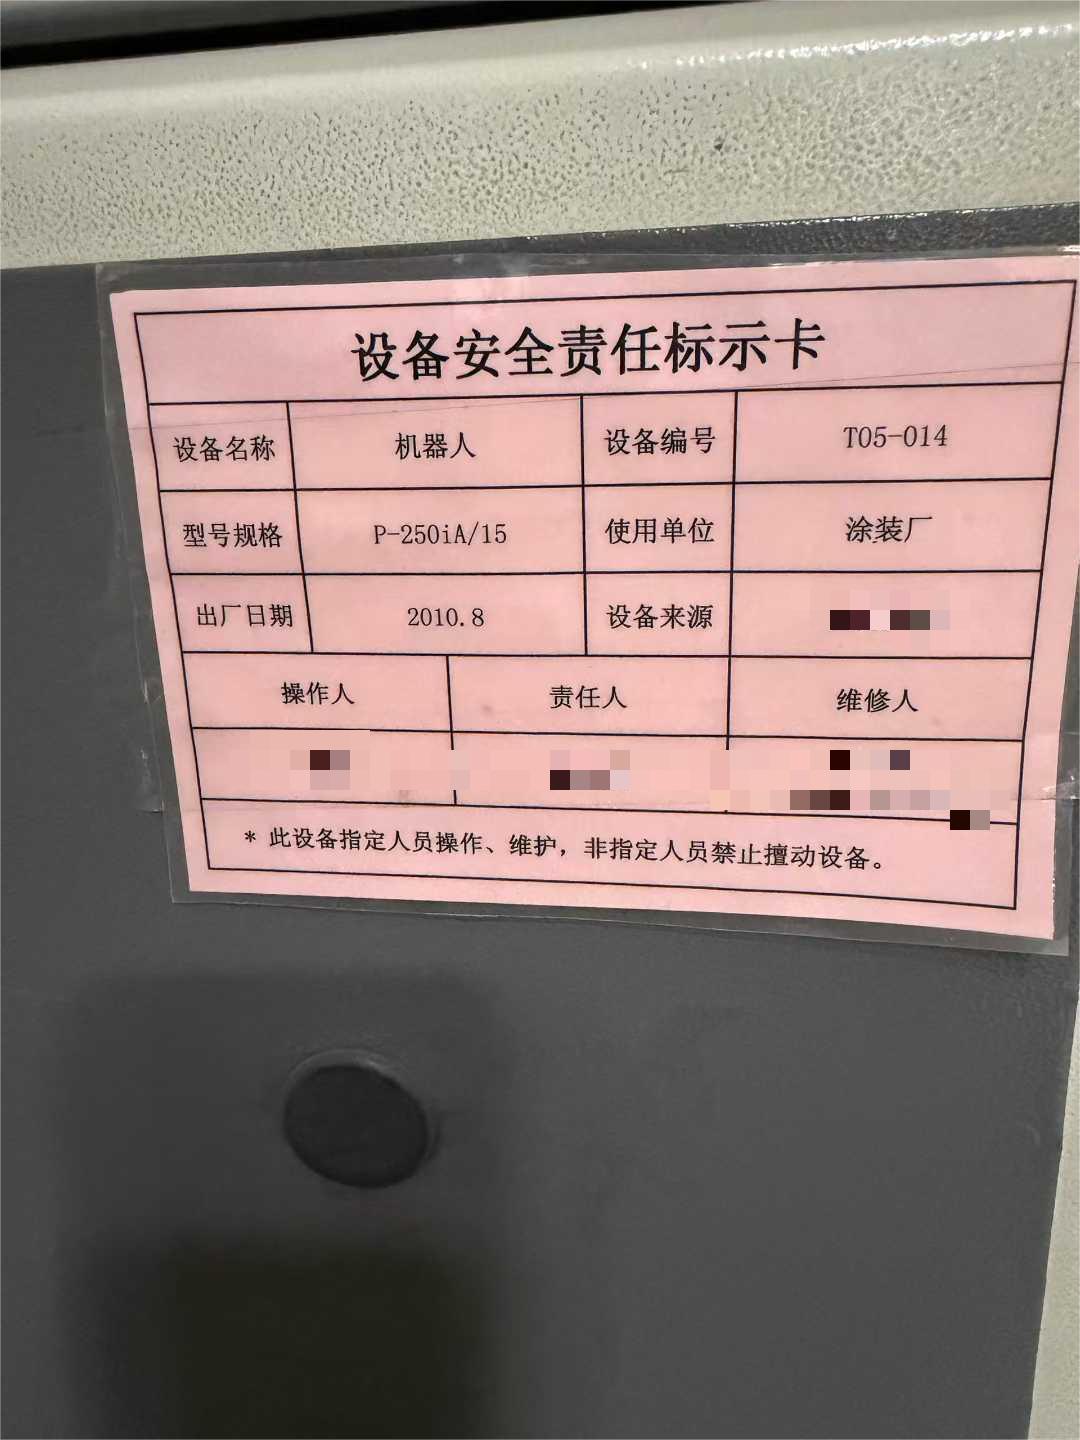 设备安全责任标示卡
设备名称 机器人 设备编号 T05-014
型号规格 P-250iA/15 使用单位 涂装厂
出厂日期 2010.8 设备来源
操作人 责任人 维修人
* 此设备指定人员操作、维护，非指定人员禁止擅动设备。